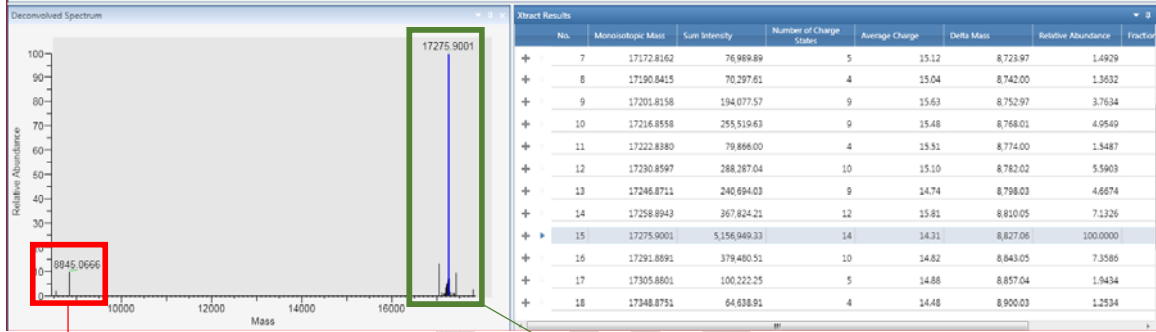 Deconvolved Spectrum
17275.9001
8845.0666
100
90
80
70
60
50
40
30
20
10
0
10000 12000 14000 16000
Mass
Relative Abundance
Xtract Results
No. Monoisotopic Mass Sum Intensity Number of Charge States Average Charge Delta Mass Relative Abundance Fraction
7 17172.8162 76,989.89 5 15.12 8,723.97 1.4929
8 17190.8415 70,297.61 4 15.04 8,742.00 1.3632
9 17201.8158 194,077.57 9 15.63 8,752.97 3.7634
10 17216.8558 255,519.63 9 15.48 8,768.01 4.9549
11 17222.8380 79,866.00 4 15.51 8,774.00 1.5487
12 17230.8597 288,287.04 10 15.10 8,782.02 5.5903
13 17246.8711 240,694.03 9 14.74 8,798.03 4.6674
14 17258.8943 367,824.21 12 15.81 8,810.05 7.1326
15 17275.9001 5,156,949.33 14 14.31 8,827.06 100.0000
16 17291.8891 379,480.51 10 14.82 8,843.05 7.3586
17 17305.8801 100,222.25 5 14.88 8,857.04 1.9434
18 17348.8751 64,638.91 4 14.48 8,900.03 1.2534